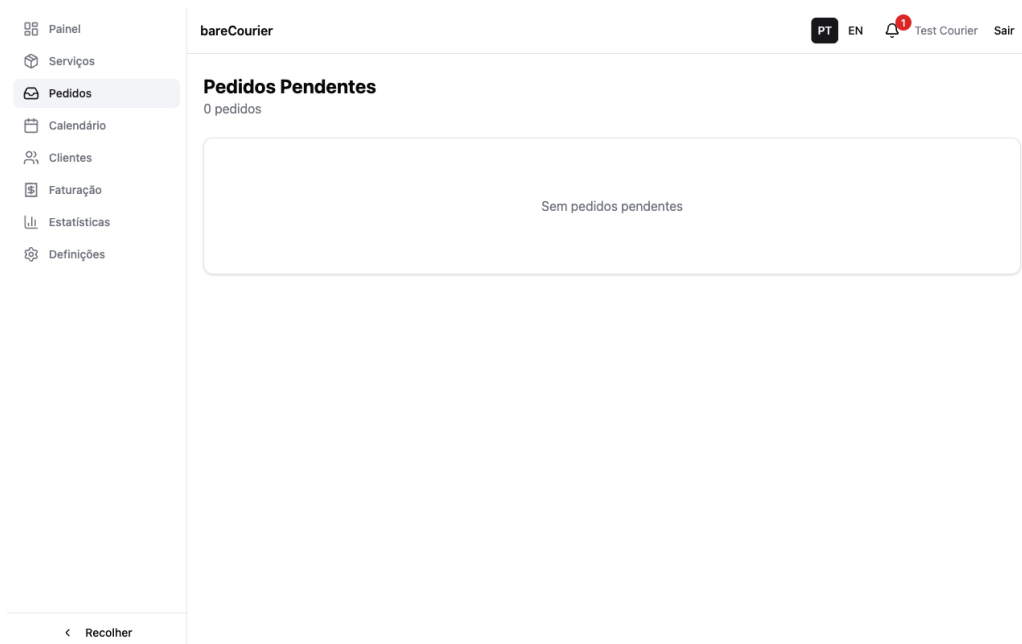 Painel
Serviços
Pedidos
Calendário
Clientes
Faturação
Estatísticas
Definições
Recolher
bareCourier
PT EN 1 Test Courier Sair
Pedidos Pendentes
0 pedidos
Sem pedidos pendentes